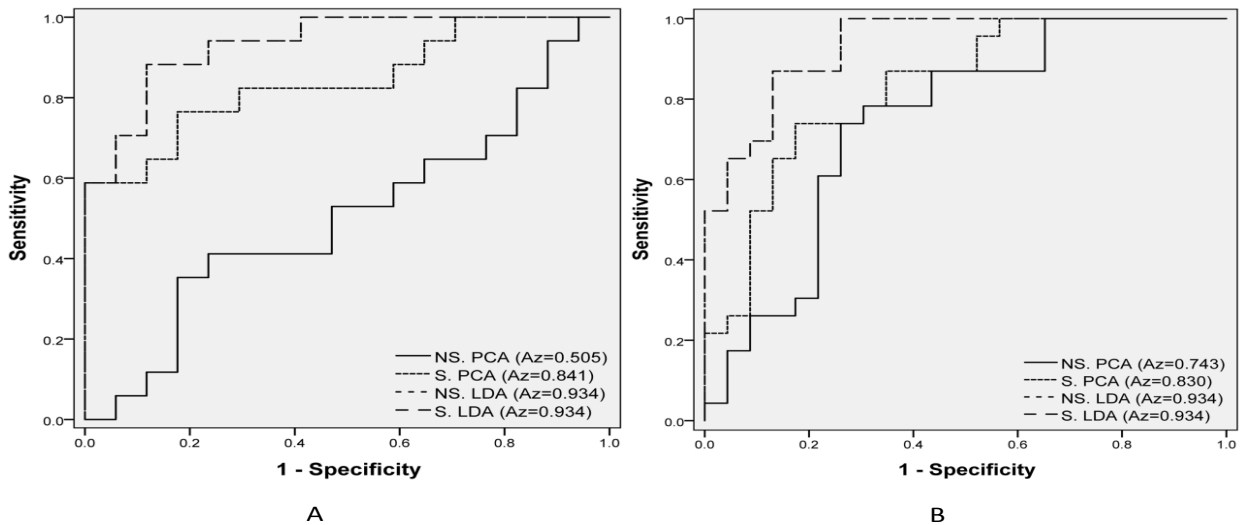 1.0
0.8
0.6
0.4
0.2
0.0
Sensitivity
NS. PCA (Az=0.505)
S. PCA (Az=0.841)
NS. LDA (Az=0.934)
S. LDA (Az=0.934)
0.0 0.2 0.4 0.6 0.8 1.0
1 - Specificity
A
1.0
0.8
0.6
0.4
0.2
0.0
Sensitivity
NS. PCA (Az=0.743)
S. PCA (Az=0.830)
NS. LDA (Az=0.934)
S. LDA (Az=0.934)
0.0 0.2 0.4 0.6 0.8 1.0
1 - Specificity
B